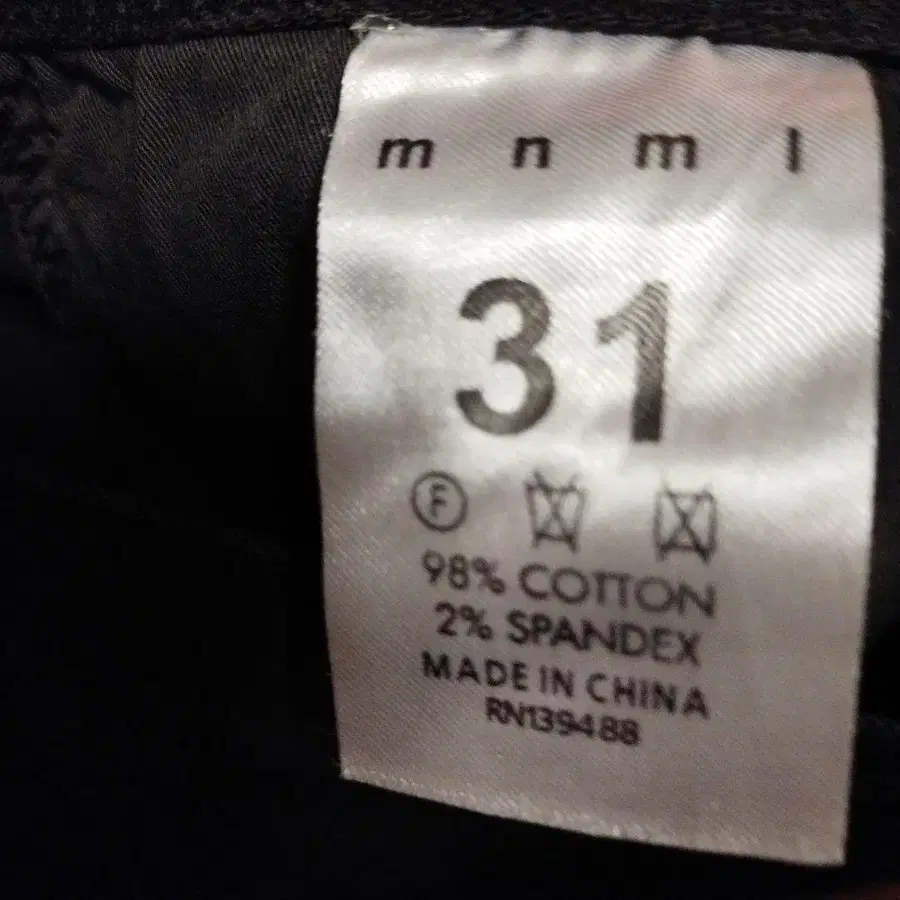 m n m l
31
F
98% COTTON
2% SPANDEX
MADE IN CHINA
RN139488